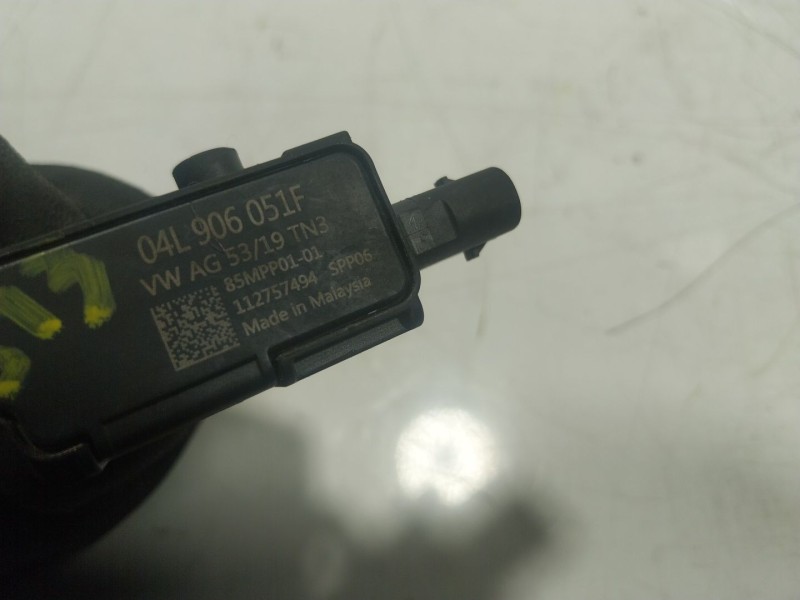 04L 906 051F
VW AG 53/19 TN3
85MPP01-01
112757494 SPP06
Made in Malaysia